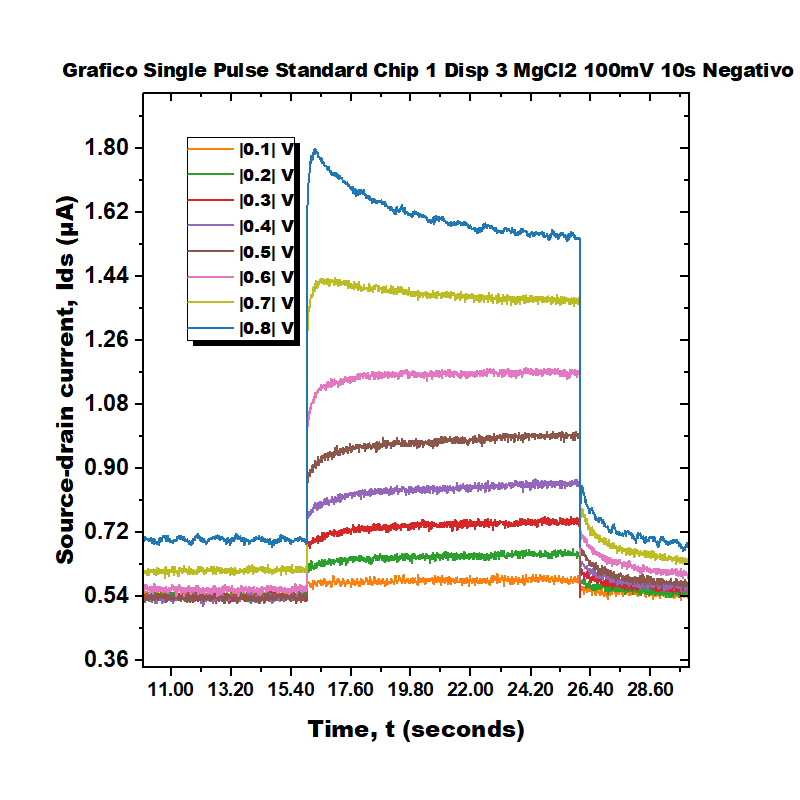 Grafico Single Pulse Standard Chip 1 Disp 3 MgCl2 100mV 10s Negativo
1.80
1.62
1.44
1.26
1.08
0.90
0.72
0.54
0.36
Source-drain current, Ids (µA)
|0.1| V
|0.2| V
|0.3| V
|0.4| V
|0.5| V
|0.6| V
|0.7| V
|0.8| V
11.00 13.20 15.40 17.60 19.80 22.00 24.20 26.40 28.60
Time, t (seconds)